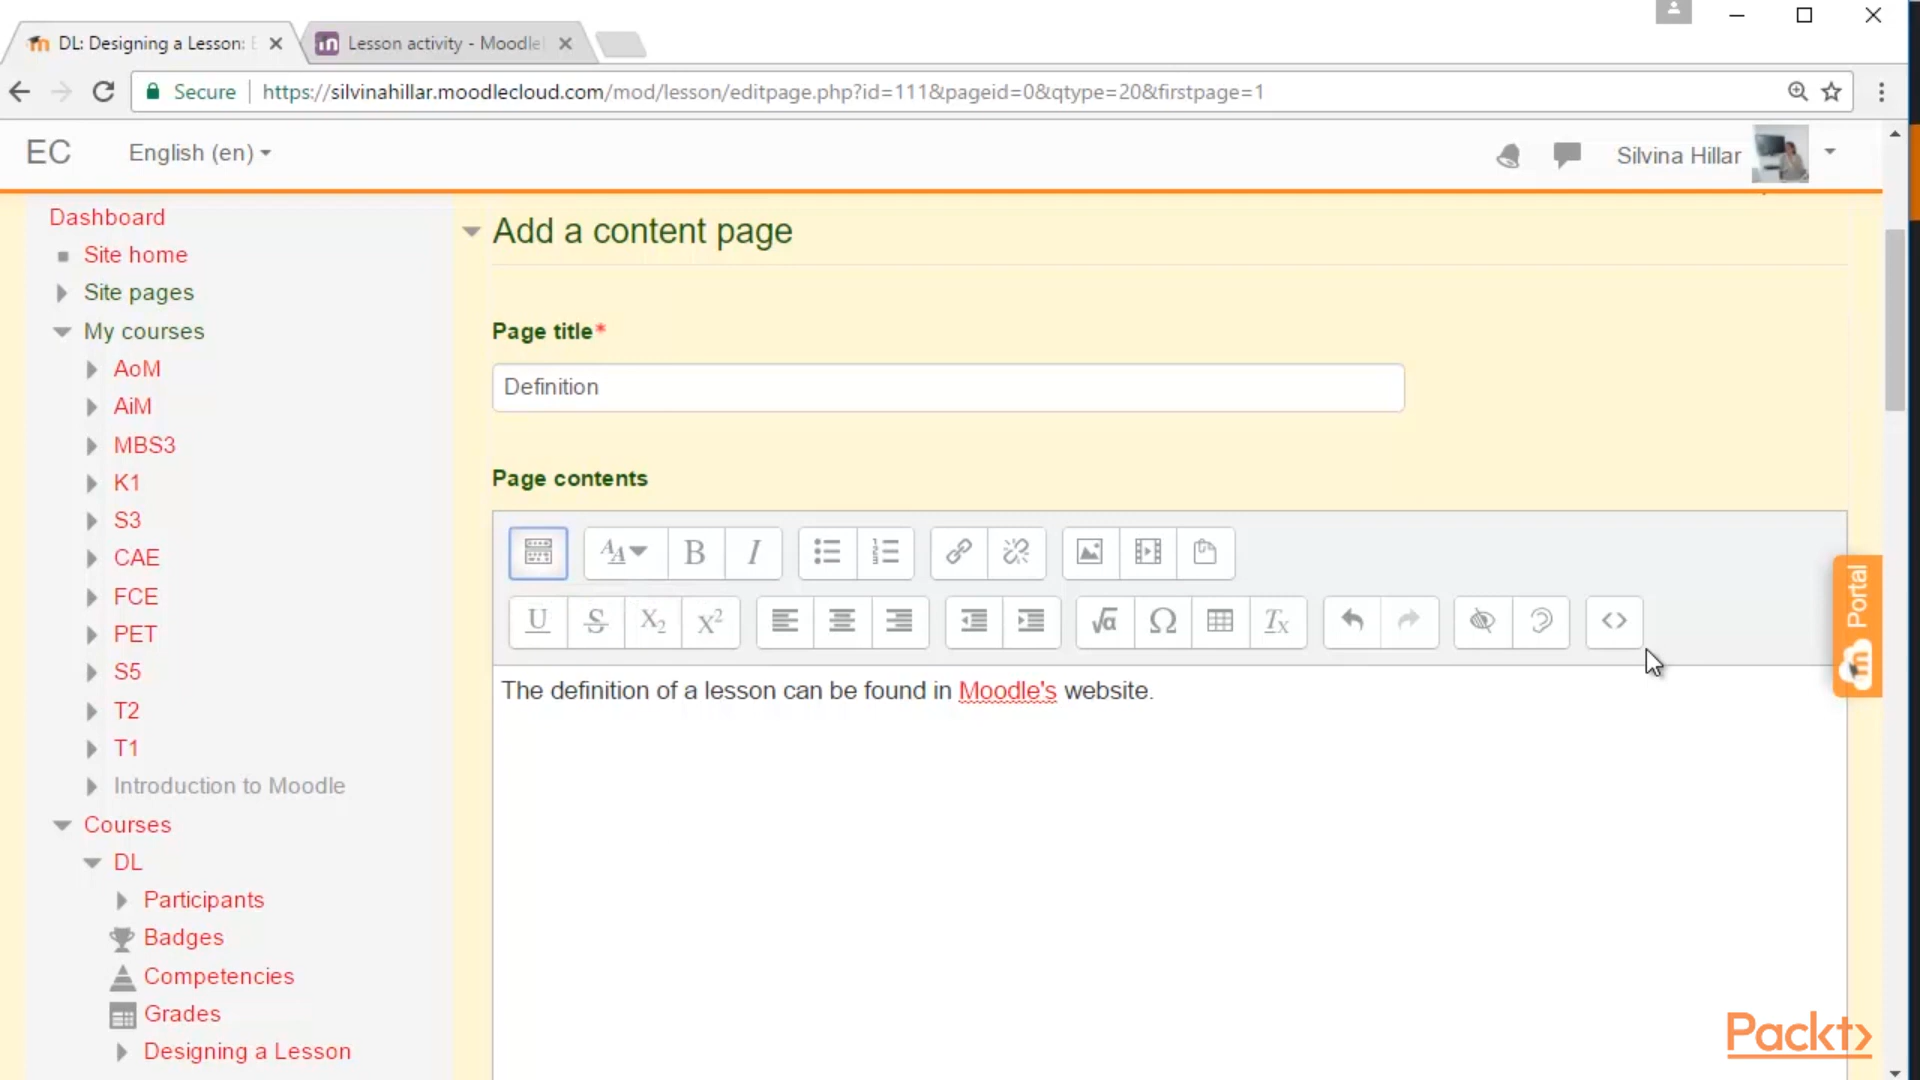 DL: Designing a Lesson: E
Lesson activity - Moodle
Secure
https://silvinahillar.moodlecloud.com/mod/lesson/editpage.php?id=111&pageid=0&qtype=20&firstpage=1
EC
English (en)
Silvina Hillar
Dashboard
Site home
Site pages
My courses
AoM
AiM
MBS3
K1
S3
CAE
FCE
PET
S5
T2
T1
Introduction to Moodle
Courses
DL
Participants
Badges
Competencies
Grades
Designing a Lesson
Add a content page
Page title*
Definition
Page contents
The definition of a lesson can be found in Moodle's website.
Portal
Packt>